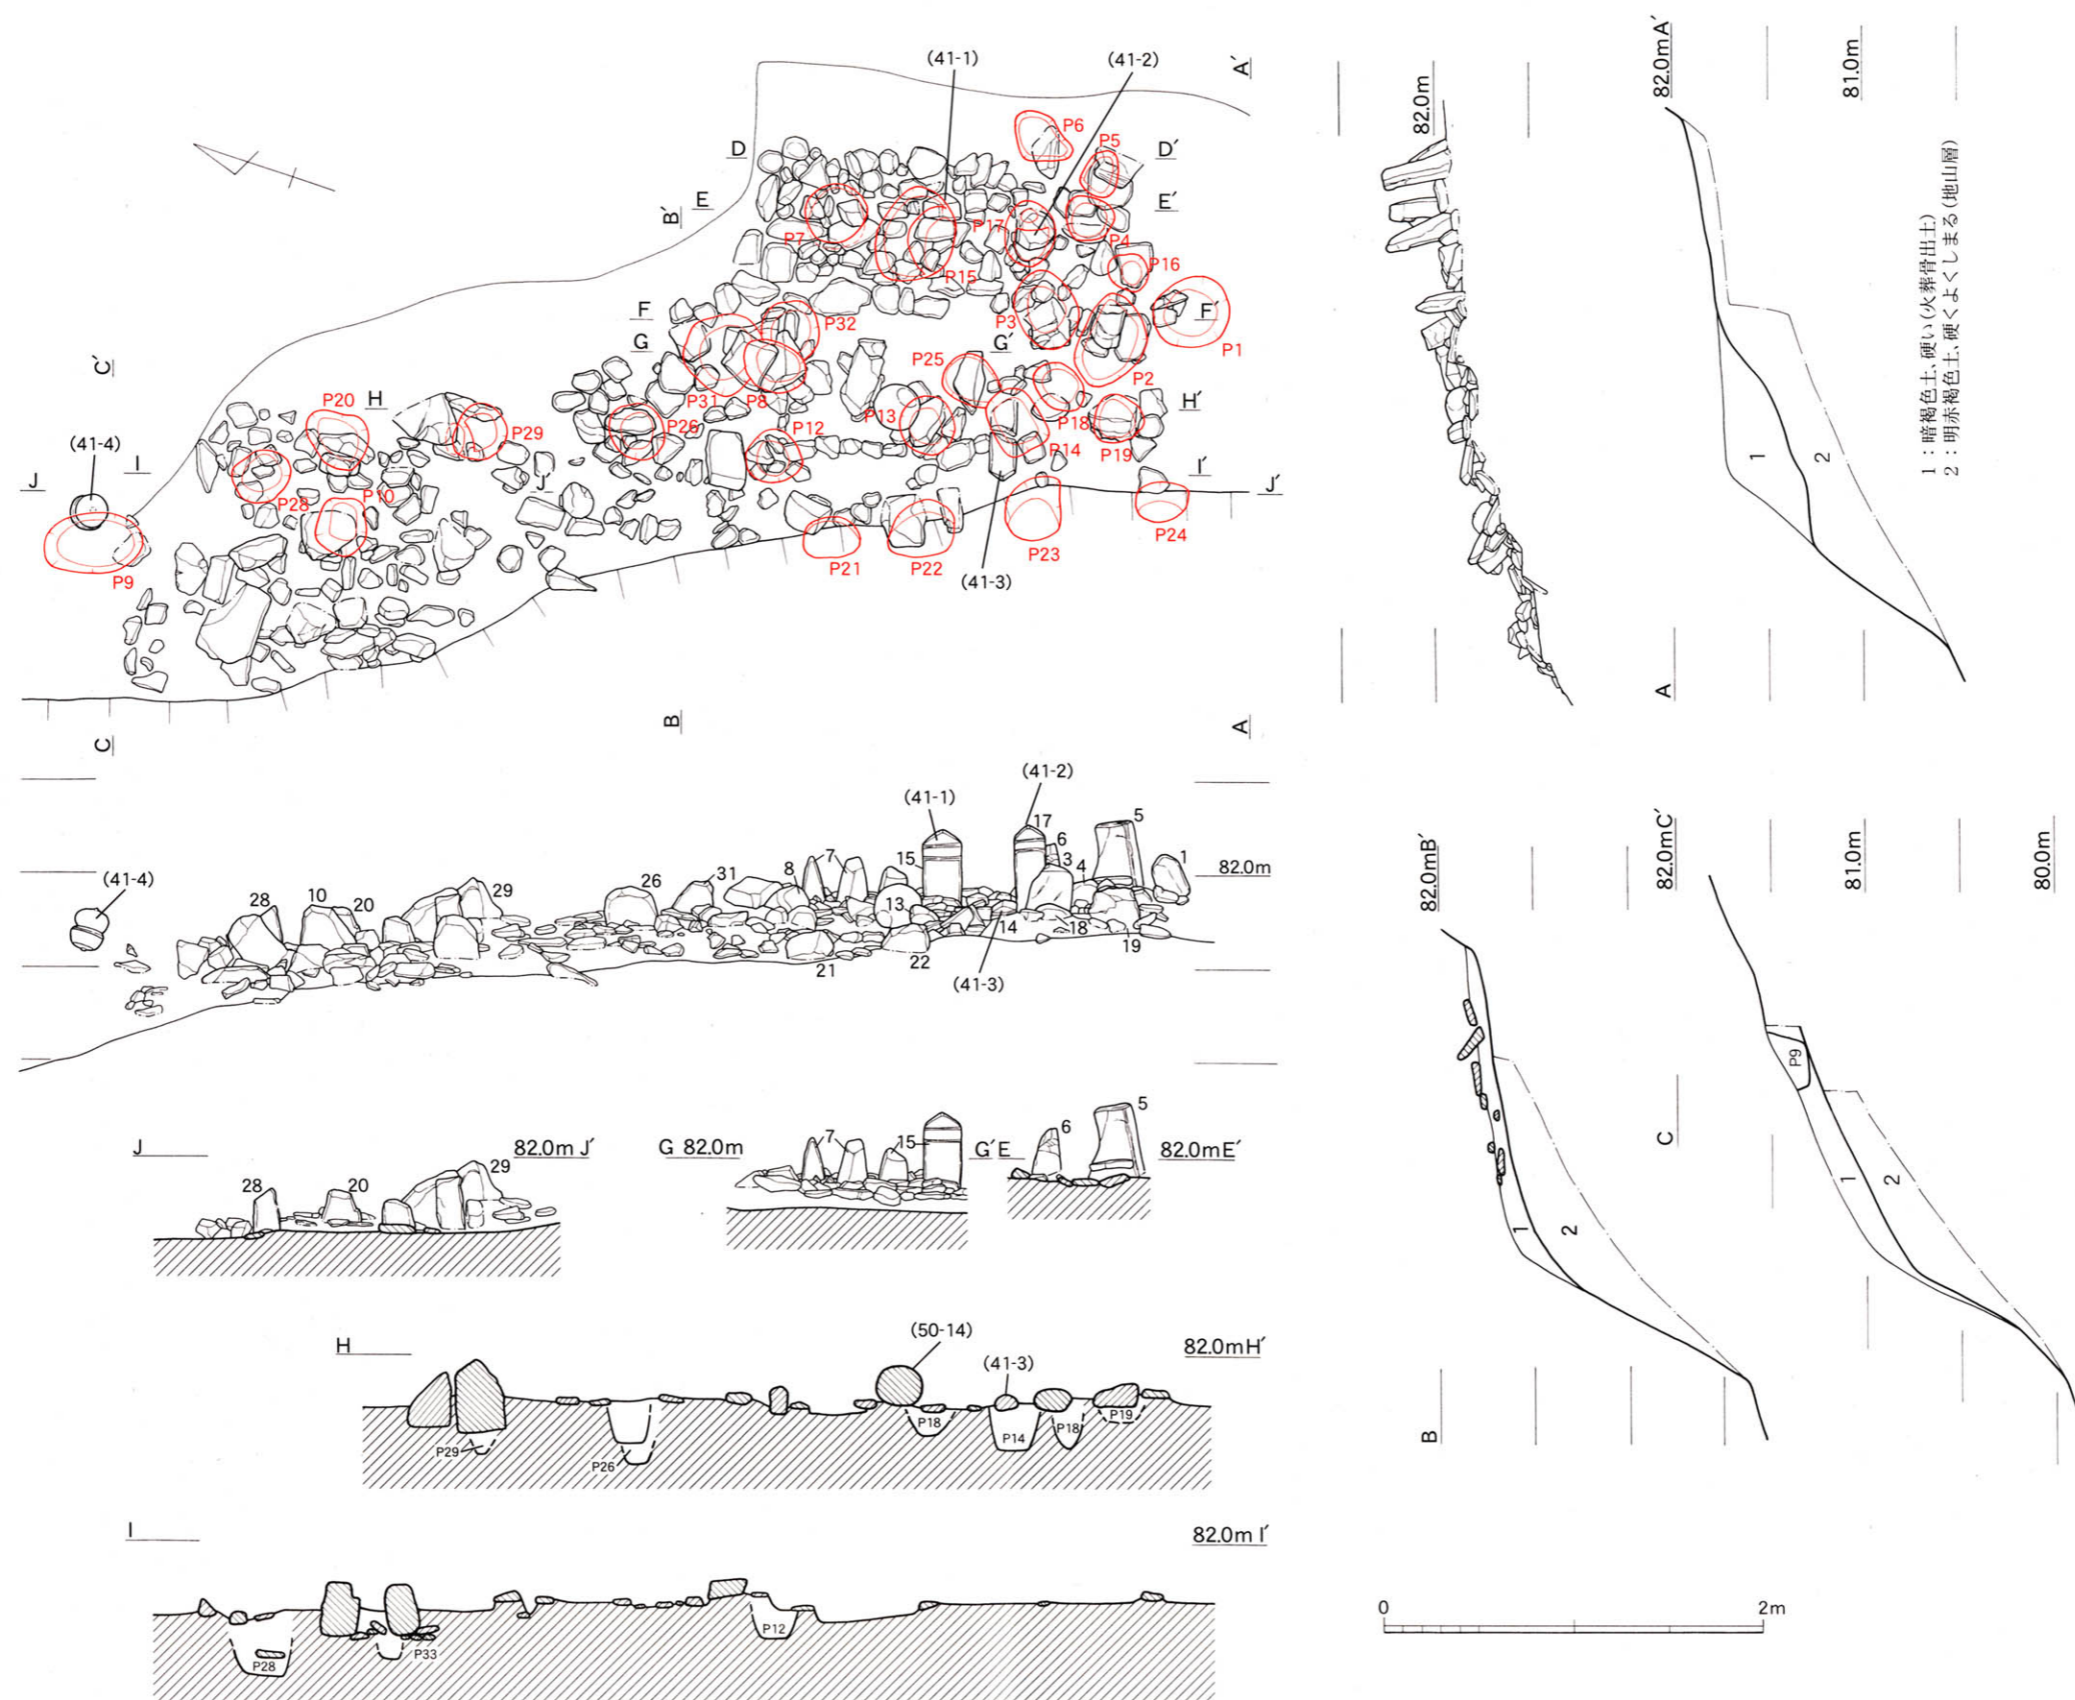 (41-1)
(41-2)
A′
P6
D
D′
P5
B′
E
E′
P7
P17
P4
P15
P16
F
P32
P3
F′
G
G′
P1
C′
P25
P2
P20
H
P31
P8
H′
P29
P26
P12
P13
P18
(41-4)
P14
P19
I
I′
J
J′
J′
P28
P10
P9
P21
P22
P23
P24
(41-3)
C
B
A
(41-1)
(41-2)
(41-4)
28
10
20
29
26
31
8
7
15
13
17
6
3
4
5
1
82.0m
14
18
19
21
22
(41-3)
J
82.0m J′
28
20
29
G 82.0m
G′
7
15
E
82.0mE′
6
5
H
(50-14)
(41-3)
82.0mH′
P29
P26
P18
P14
P18
P19
I
82.0m I′
P28
P33
P12
82.0m
82.0mA′
81.0m
1
2
A
1：暗褐色土、硬い(火葬骨出土)
2：明赤褐色土、硬くよくしまる(地山層)
82.0mB′
82.0mC′
81.0m
80.0m
P9
1
2
1
2
B
C
0
2m